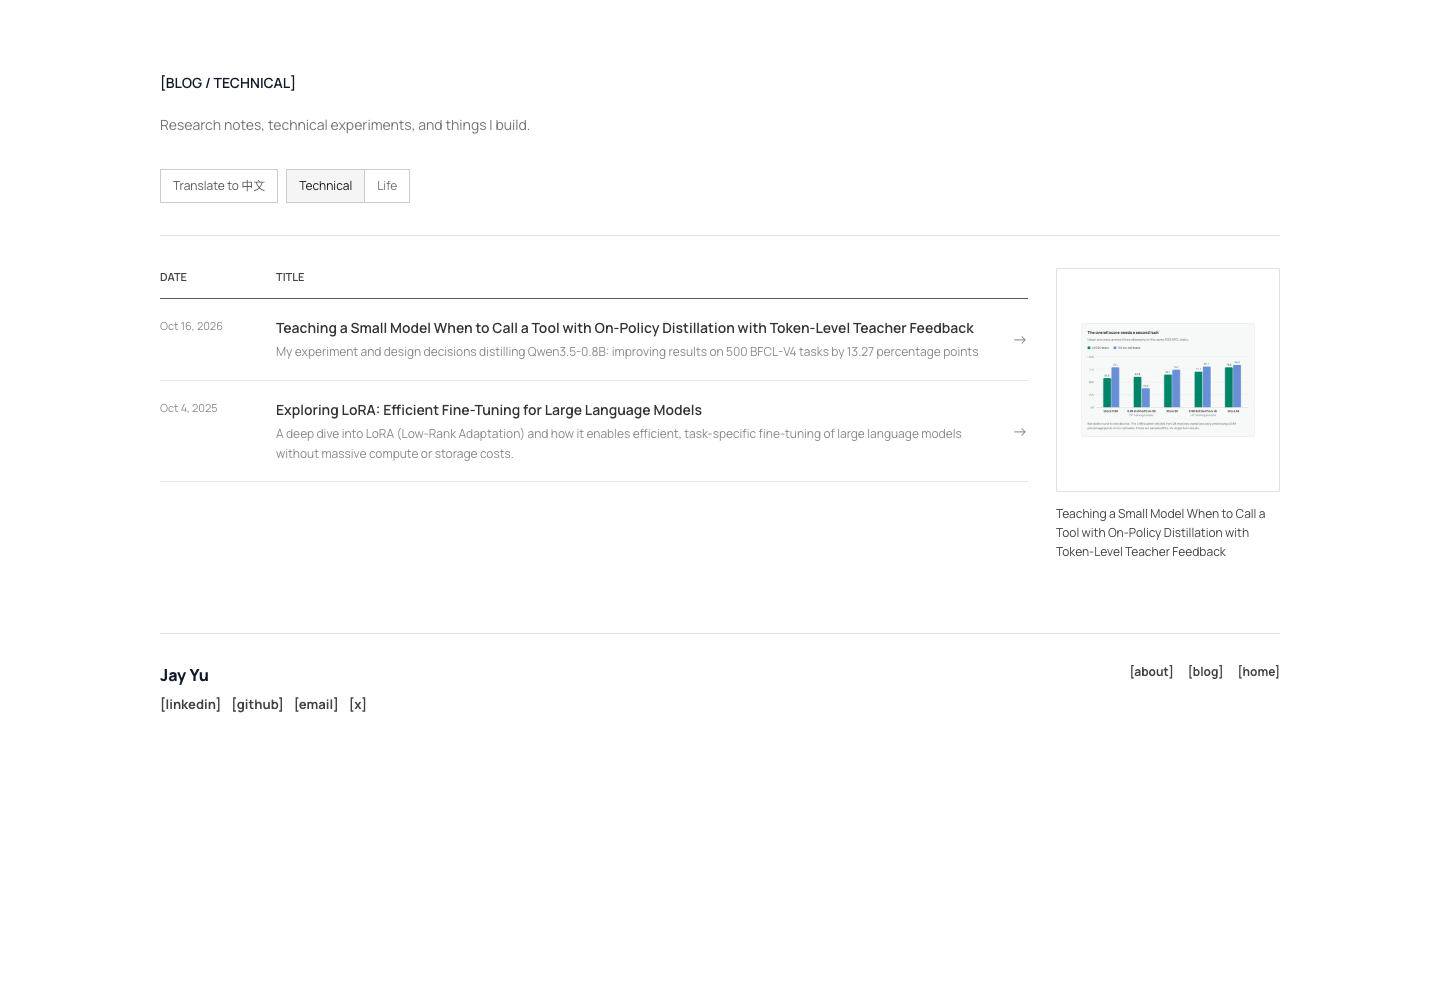 [BLOG / TECHNICAL]
Research notes, technical experiments, and things I build.
Translate to 中文
Technical
Life
DATE
TITLE
Oct 16, 2026
Teaching a Small Model When to Call a Tool with On-Policy Distillation with Token-Level Teacher Feedback
My experiment and design decisions distilling Qwen3.5-0.8B: improving results on 500 BFCL-V4 tasks by 13.27 percentage points
→
Oct 4, 2025
Exploring LoRA: Efficient Fine-Tuning for Large Language Models
A deep dive into LoRA (Low-Rank Adaptation) and how it enables efficient, task-specific fine-tuning of large language models
without massive compute or storage costs.
→
The overall score needs a second look
Teaching a Small Model When to Call a
Tool with On-Policy Distillation with
Token-Level Teacher Feedback
Jay Yu
[linkedin] [github] [email] [x]
[about] [blog] [home]